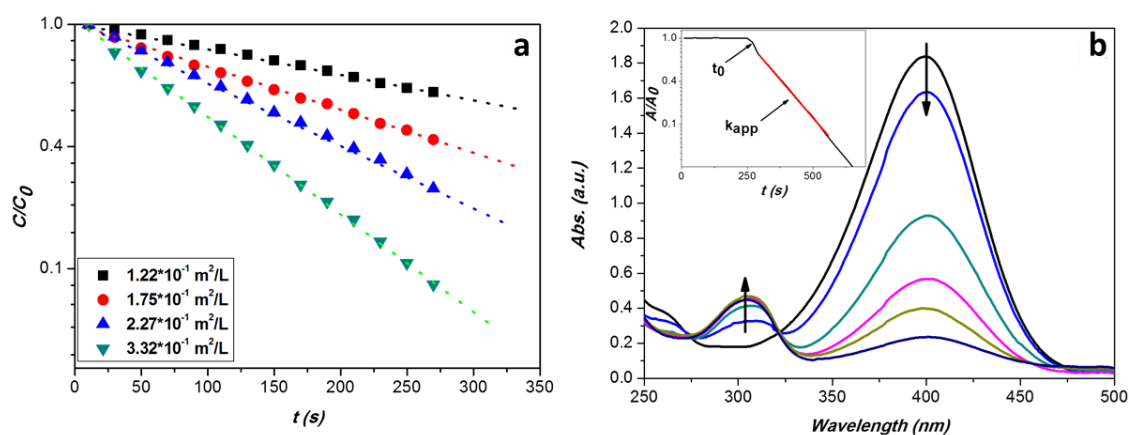 a
C/C0
1.0
0.4
0.1
1.22*10-1 m2/L
1.75*10-1 m2/L
2.27*10-1 m2/L
3.32*10-1 m2/L
0 50 100 150 200 250 300 350
t (s)
b
Abs. (a.u.)
2.0
1.8
1.6
1.4
1.2
1.0
0.8
0.6
0.4
0.2
0.0
A/A0
1.0
0.4
0.1
t0
kapp
0 250 500
t (s)
250 300 350 400 450 500
Wavelength (nm)